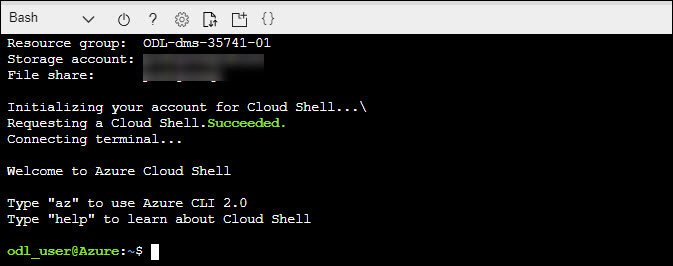 Bash
Resource group: ODL-dms-35741-01
Storage account:
File share:
Initializing your account for Cloud Shell...\
Requesting a Cloud Shell.Succeeded.
Connecting terminal...
Welcome to Azure Cloud Shell
Type "az" to use Azure CLI 2.0
Type "help" to learn about Cloud Shell
odl_user@Azure:~$